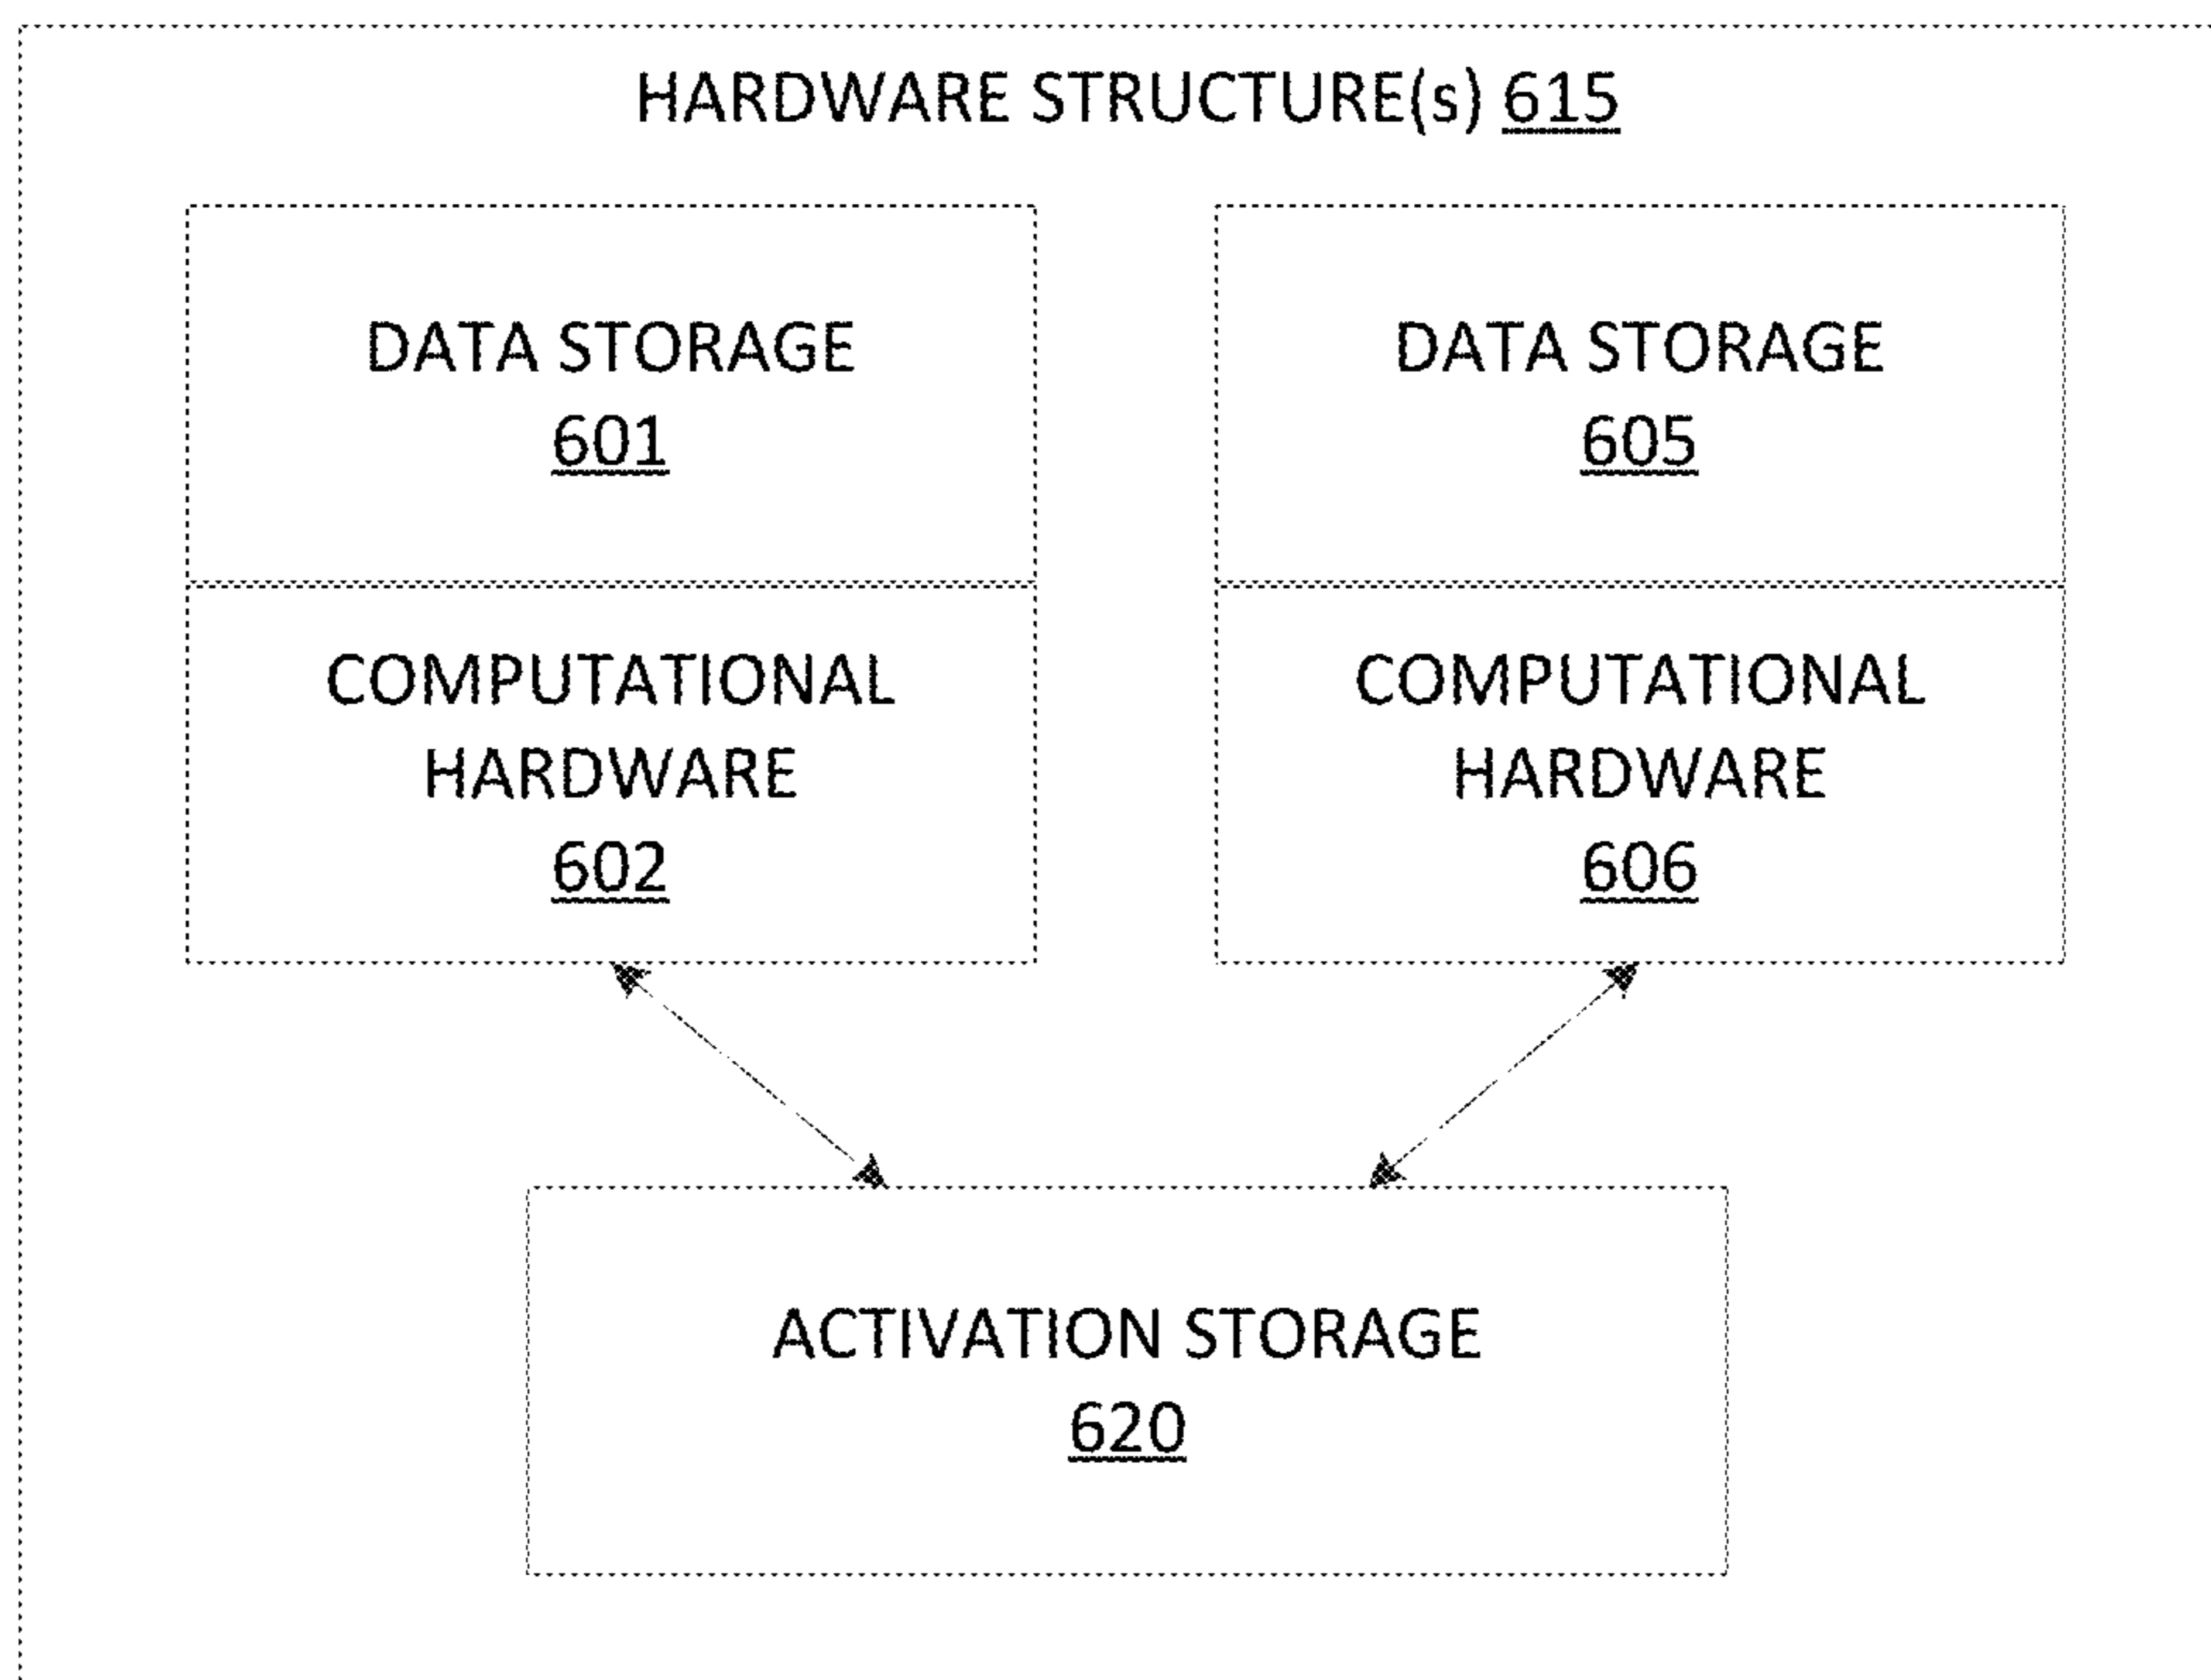 HARDWARE STRUCTURE(s) 615
DATA STORAGE
601
COMPUTATIONAL
HARDWARE
602
DATA STORAGE
605
COMPUTATIONAL
HARDWARE
606
ACTIVATION STORAGE
620